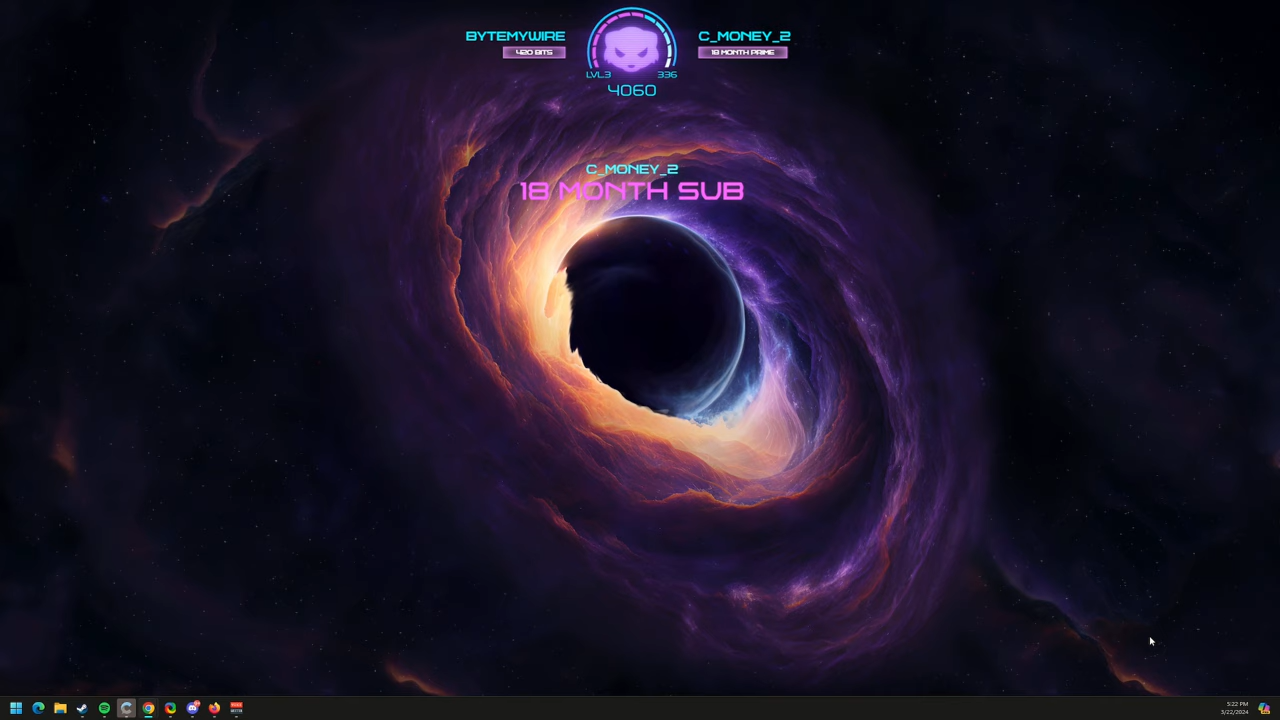 BYTEMYWIRE
420 BITS
LVL3
336
4060
C_MONEY_2
18 MONTH PRIME
C_MONEY_2
18 MONTH SUB
5:22 PM
3/22/2024